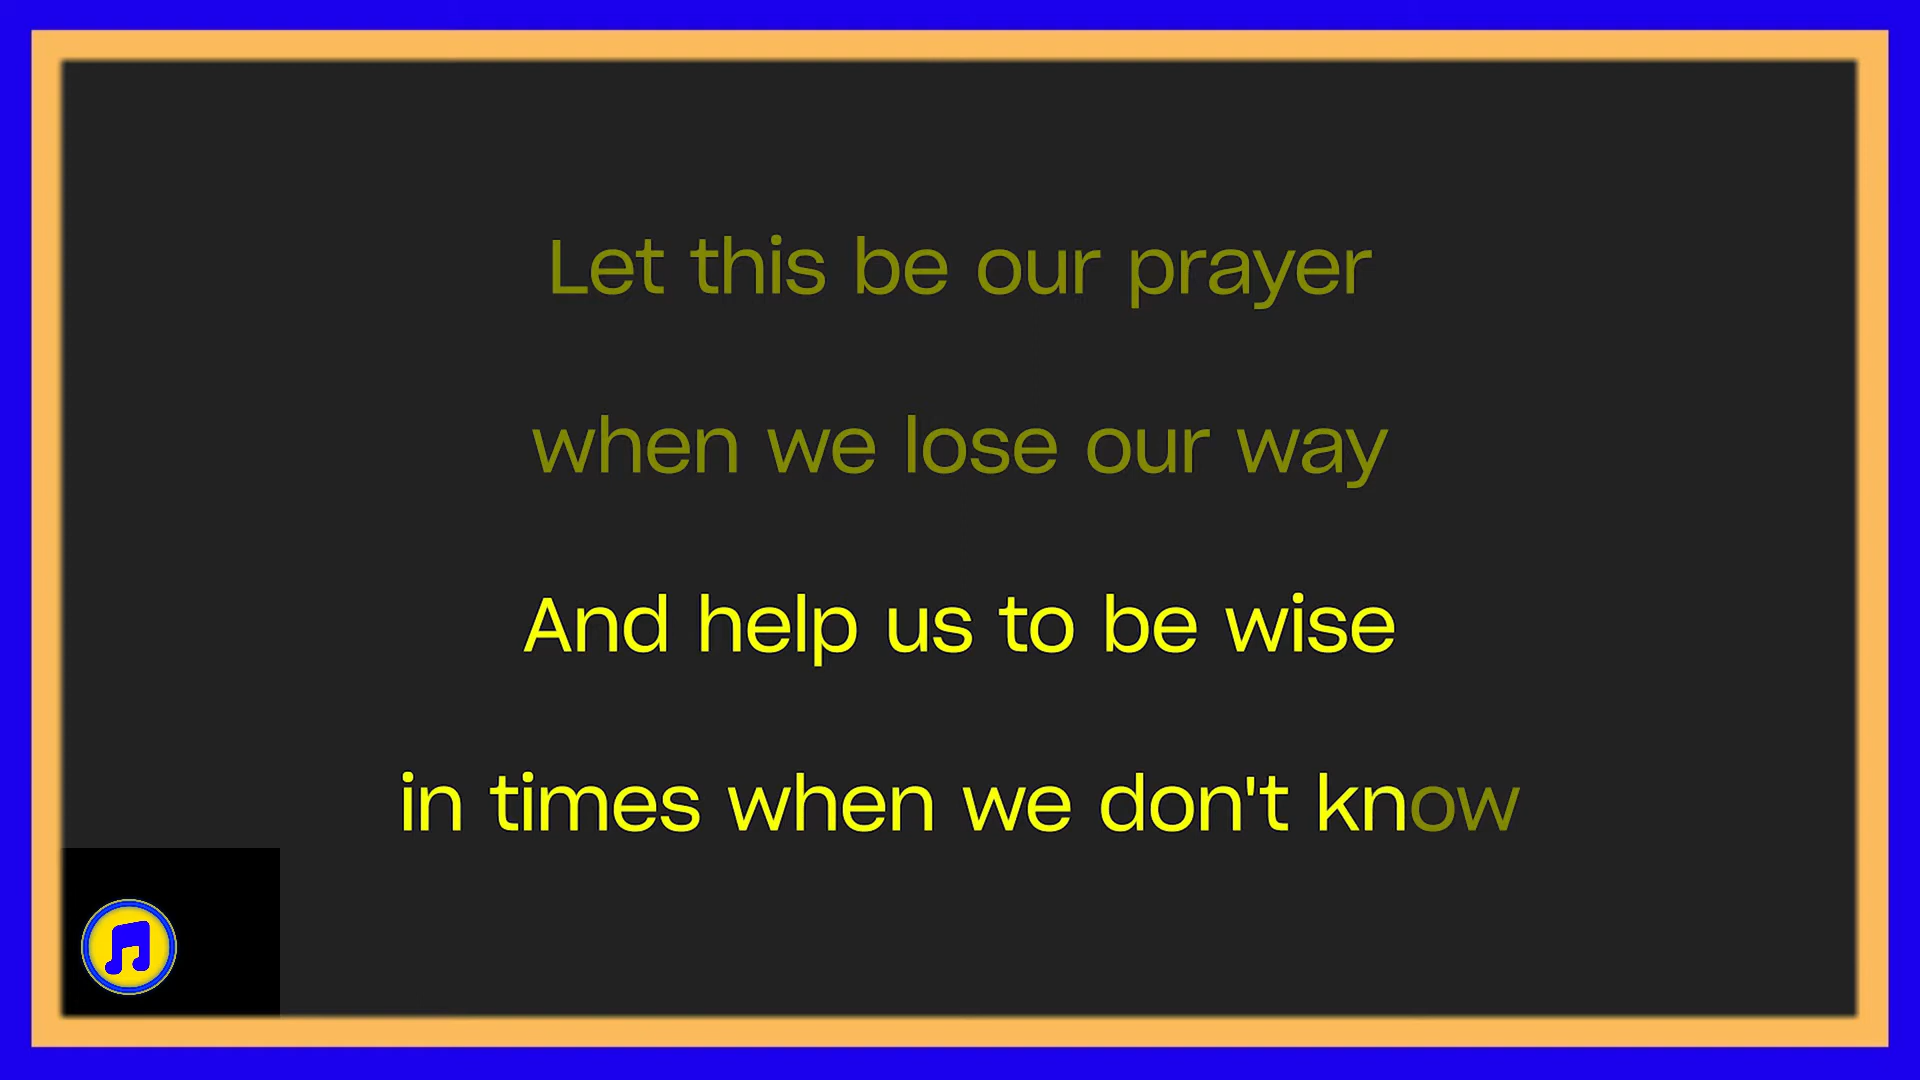 Let this be our prayer
when we lose our way
And help us to be wise
in times when we don't know